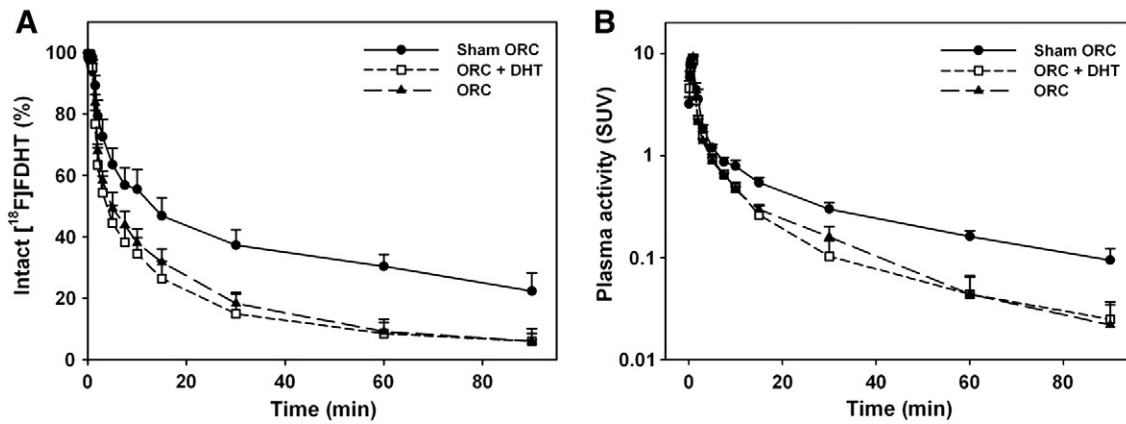 A
Intact [¹⁸F]FDHT (%)
100
80
60
40
20
0
Sham ORC
ORC + DHT
ORC
0 20 40 60 80
Time (min)
B
Plasma activity (SUV)
10
1
0.1
0.01
Sham ORC
ORC + DHT
ORC
0 20 40 60 80
Time (min)